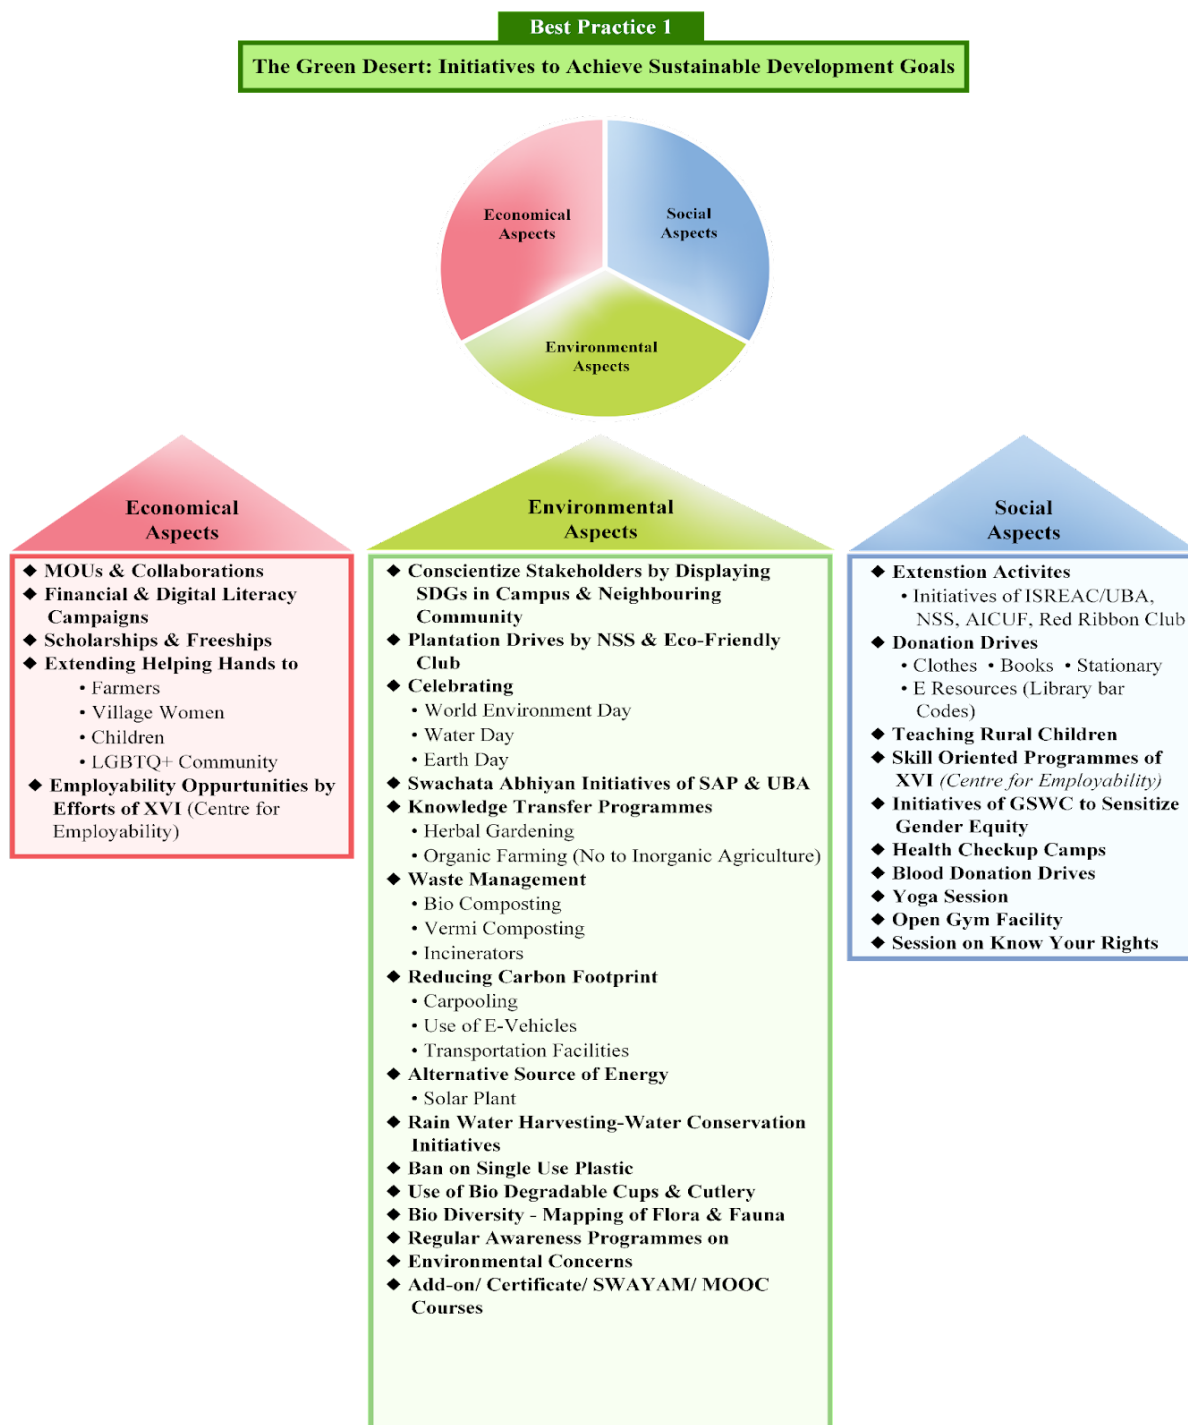 Best Practice 1
The Green Desert: Initiatives to Achieve Sustainable Development Goals
Economical
Aspects
Social
Aspects
Environmental
Aspects
Economical
Aspects
◆ MOUs & Collaborations
◆ Financial & Digital Literacy
Campaigns
◆ Scholarships & Freeships
◆ Extending Helping Hands to
• Farmers
• Village Women
• Children
• LGBTQ+ Community
◆ Employability Oppurtunities by
Efforts of XVI (Centre for
Employability)
Environmental
Aspects
◆ Conscientize Stakeholders by Displaying
SDGs in Campus & Neighbouring
Community
◆ Plantation Drives by NSS & Eco-Friendly
Club
◆ Celebrating
• World Environment Day
• Water Day
• Earth Day
◆ Swachata Abhiyan Initiatives of SAP & UBA
◆ Knowledge Transfer Programmes
• Herbal Gardening
• Organic Farming (No to Inorganic Agriculture)
◆ Waste Management
• Bio Composting
• Vermi Composting
• Incinerators
◆ Reducing Carbon Footprint
• Carpooling
• Use of E-Vehicles
• Transportation Facilities
◆ Alternative Source of Energy
• Solar Plant
◆ Rain Water Harvesting-Water Conservation
Initiatives
◆ Ban on Single Use Plastic
◆ Use of Bio Degradable Cups & Cutlery
◆ Bio Diversity - Mapping of Flora & Fauna
◆ Regular Awareness Programmes on
◆ Environmental Concerns
◆ Add-on/ Certificate/ SWAYAM/ MOOC
Courses
Social
Aspects
◆ Extenstion Activites
• Initiatives of ISREAC/UBA,
NSS, AICUF, Red Ribbon Club
◆ Donation Drives
• Clothes • Books • Stationary
• E Resources (Library bar
Codes)
◆ Teaching Rural Children
◆ Skill Oriented Programmes of
XVI (Centre for Employability)
◆ Initiatives of GSWC to Sensitize
Gender Equity
◆ Health Checkup Camps
◆ Blood Donation Drives
◆ Yoga Session
◆ Open Gym Facility
◆ Session on Know Your Rights